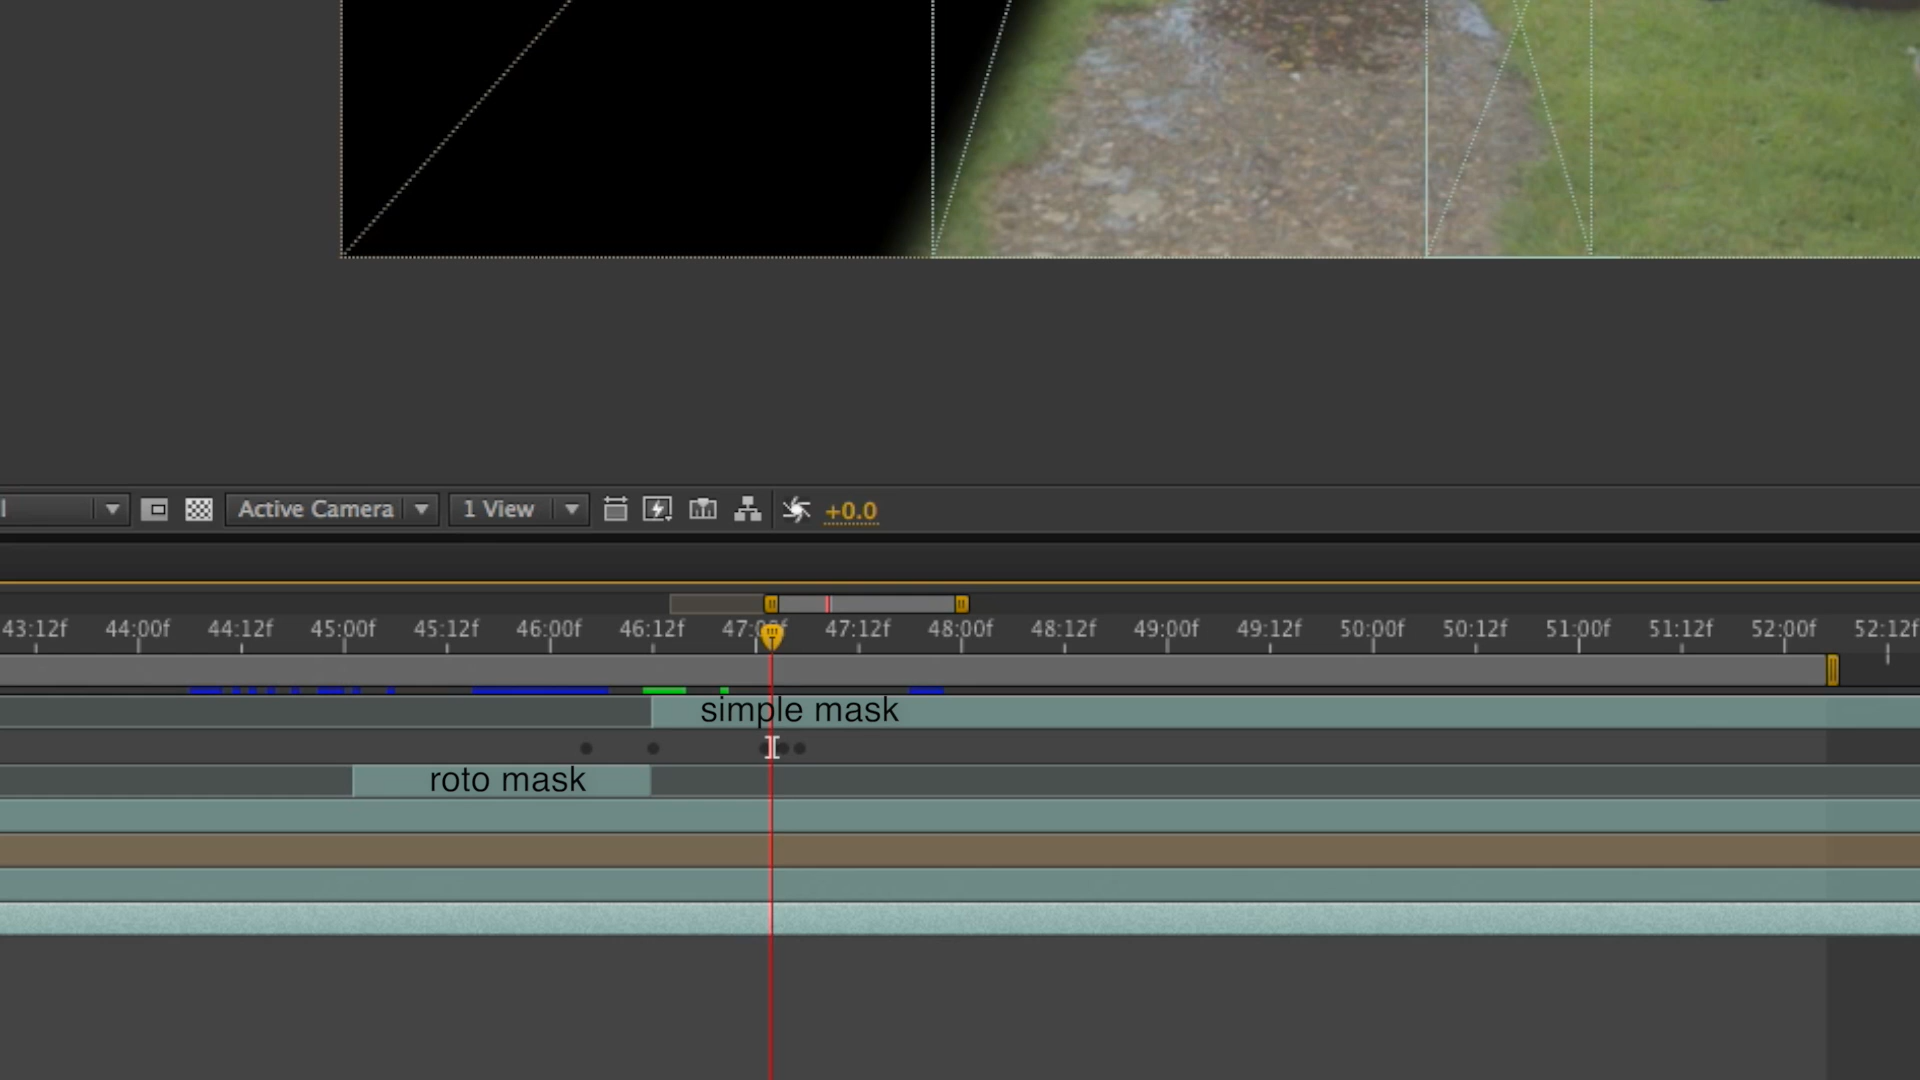 Active Camera 1 View +0.0
43:12f 44:00f 44:12f 45:00f 45:12f 46:00f 46:12f 47:12f 48:00f 48:12f 49:00f 49:12f 50:00f 50:12f 51:00f 51:12f 52:00f 52:12f
simple mask
roto mask